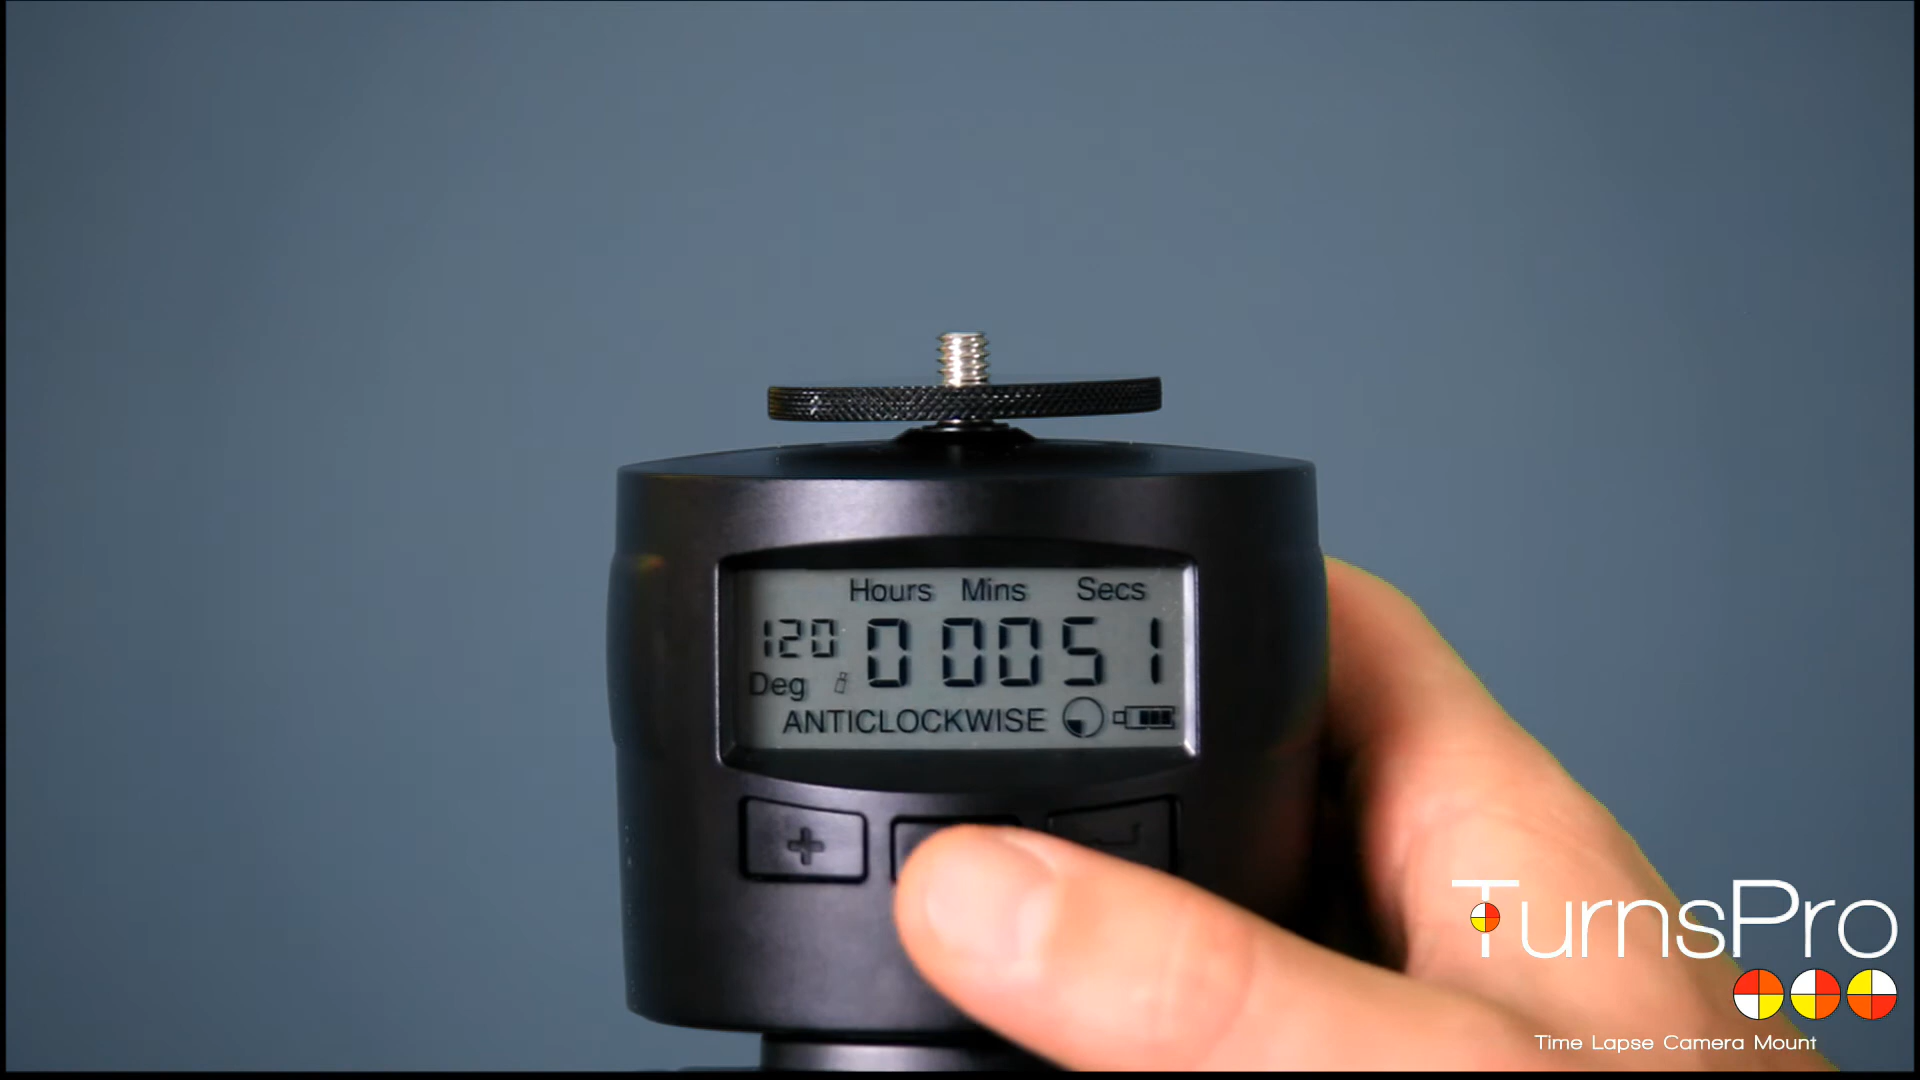 Hours Mins Secs
120 0 00 51
Deg
ANTICLOCKWISE
+
TurnsPro
Time Lapse Camera Mount